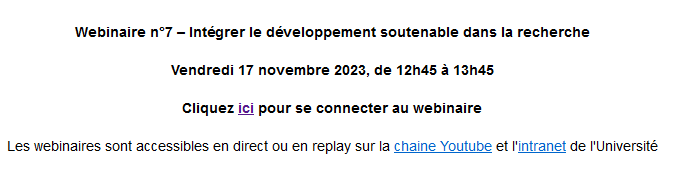 Webinaire n°7 – Intégrer le développement soutenable dans la recherche
Vendredi 17 novembre 2023, de 12h45 à 13h45
Cliquez ici pour se connecter au webinaire
Les webinaires sont accessibles en direct ou en replay sur la chaine Youtube et l'intranet de l'Université